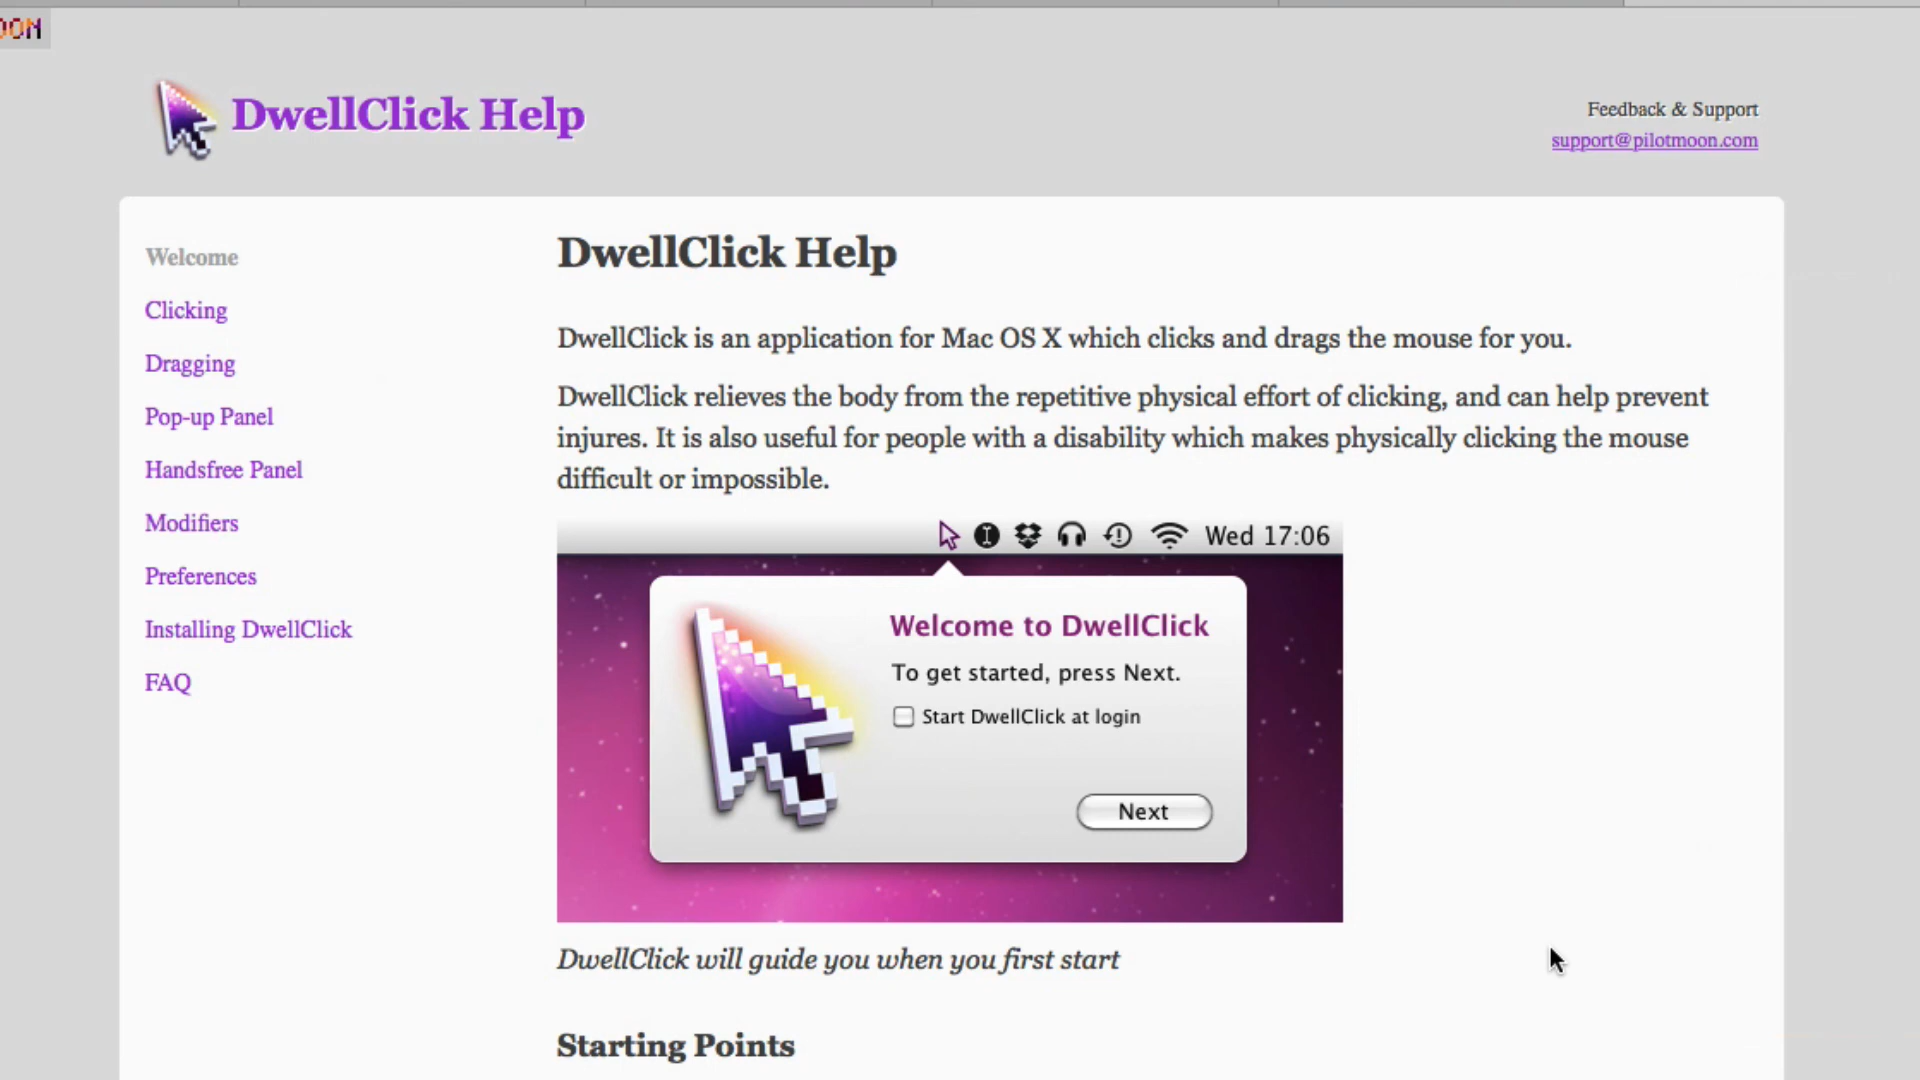 DwellClick Help
Feedback & Support
support@pilotmoon.com
Welcome
Clicking
Dragging
Pop-up Panel
Handsfree Panel
Modifiers
Preferences
Installing DwellClick
FAQ
DwellClick Help
DwellClick is an application for Mac OS X which clicks and drags the mouse for you.
DwellClick relieves the body from the repetitive physical effort of clicking, and can help prevent
injures. It is also useful for people with a disability which makes physically clicking the mouse
difficult or impossible.
Wed 17:06
Welcome to DwellClick
To get started, press Next.
Start DwellClick at login
Next
DwellClick will guide you when you first start
Starting Points